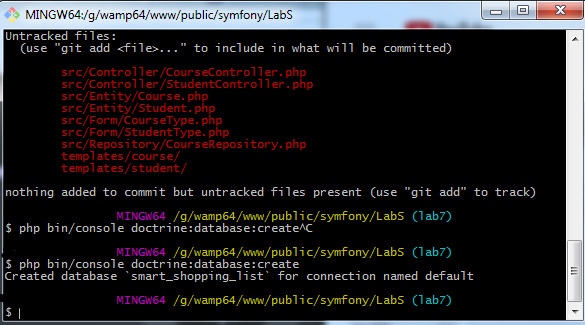 MINGW64:/g/wamp64/www/public/symfony/LabS
Untracked files:
  (use "git add <file>..." to include in what will be committed)
        src/Controller/CourseController.php
        src/Controller/StudentController.php
        src/Entity/Course.php
        src/Entity/Student.php
        src/Form/CourseType.php
        src/Form/StudentType.php
        src/Repository/CourseRepository.php
        templates/course/
        templates/student/
nothing added to commit but untracked files present (use "git add" to track)
MINGW64 /g/wamp64/www/public/symfony/LabS (lab7)
$ php bin/console doctrine:database:create^C
MINGW64 /g/wamp64/www/public/symfony/LabS (lab7)
$ php bin/console doctrine:database:create
Created database `smart_shopping_list` for connection named default
MINGW64 /g/wamp64/www/public/symfony/LabS (lab7)
$